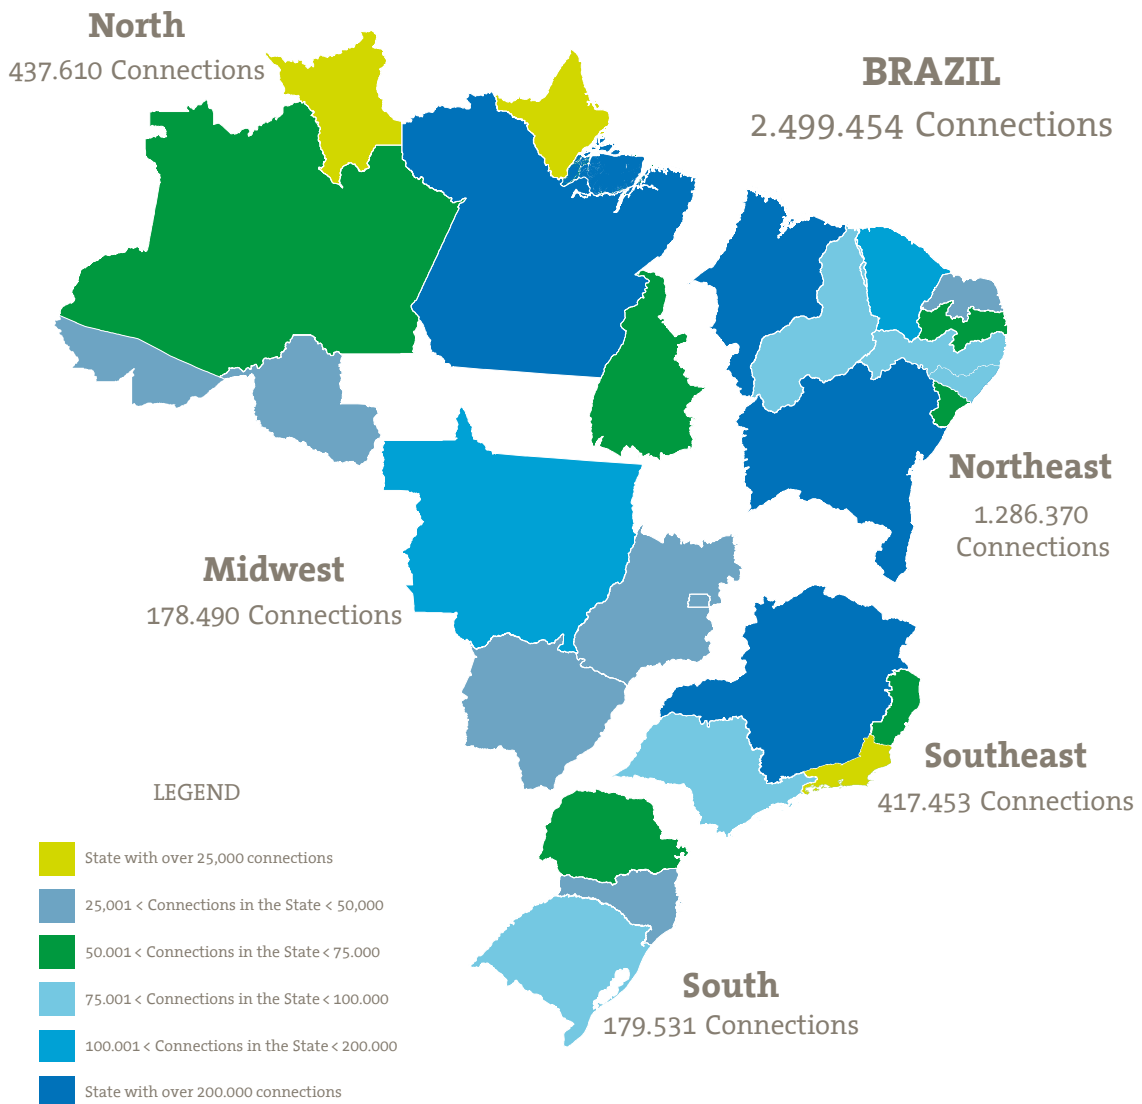 North
437.610 Connections
BRAZIL
2.499.454 Connections
Northeast
1.286.370
Connections
Midwest
178.490 Connections
Southeast
417.453 Connections
South
179.531 Connections
LEGEND
State with over 25,000 connections
25,001 < Connections in the State < 50,000
50.001 < Connections in the State < 75.000
75.001 < Connections in the State < 100.000
100.001 < Connections in the State < 200.000
State with over 200.000 connections